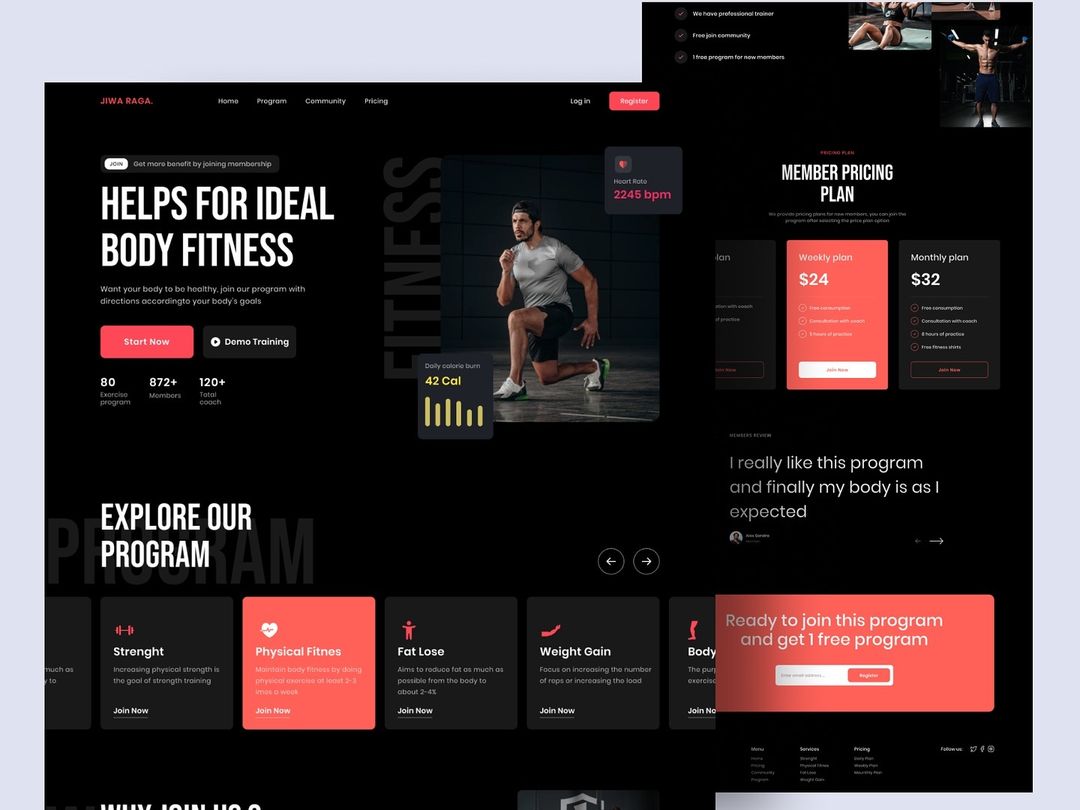 We have professional trainer
Free join community
1 free program for new members
JIWA RAGA.
Home
Program
Community
Pricing
Log in
Register
JOIN
Get more benefit by joining membership
HELPS FOR IDEAL
BODY FITNESS
Want your body to be healthy, join our program with
directions accordingto your body's goals
Start Now
Demo Training
80
Exercise
program
872+
Members
120+
Total
coach
FITNESS
Heart Rate
2245 bpm
Daily calorie burn
42 Cal
PRICING PLAN
MEMBER PRICING
PLAN
We provide pricing plans for new members, you can join the
program after selecting the price plan option
lan
ation with coach
of practice
Join Now
Weekly plan
$24
Free consumption
Consultation with coach
5 hours of practice
Join Now
Monthly plan
$32
Free consumption
Consultation with coach
8 hours of practice
Free Fitness shirts
Join Now
MEMBERS REVIEW
I really like this program
and finally my body is as I
expected
PROGRAM
EXPLORE OUR
PROGRAM
much as
y to
Strenght
Increasing physical strength is
the goal of strength training
Join Now
Physical Fitnes
Maintain body fitness by doing
physical exercise at least 2-3
imes a week
Join Now
Fat Lose
Aims to reduce fat as much as
possible from the body to
about 2-4%
Join Now
Weight Gain
Focus on increasing the number
of reps or increasing the load
Join Now
Body
The purp
exercise
Join No
Ready to join this program
and get 1 free program
Enter email address...
Register
Menu
Home
Pricing
Community
Program
Services
Strenght
Physical Fitnes
Fat Lose
Weight Gain
Pricing
Daily Plan
Weekly Plan
Mounthly Plan
Follow us:
WHY JOIN US ?